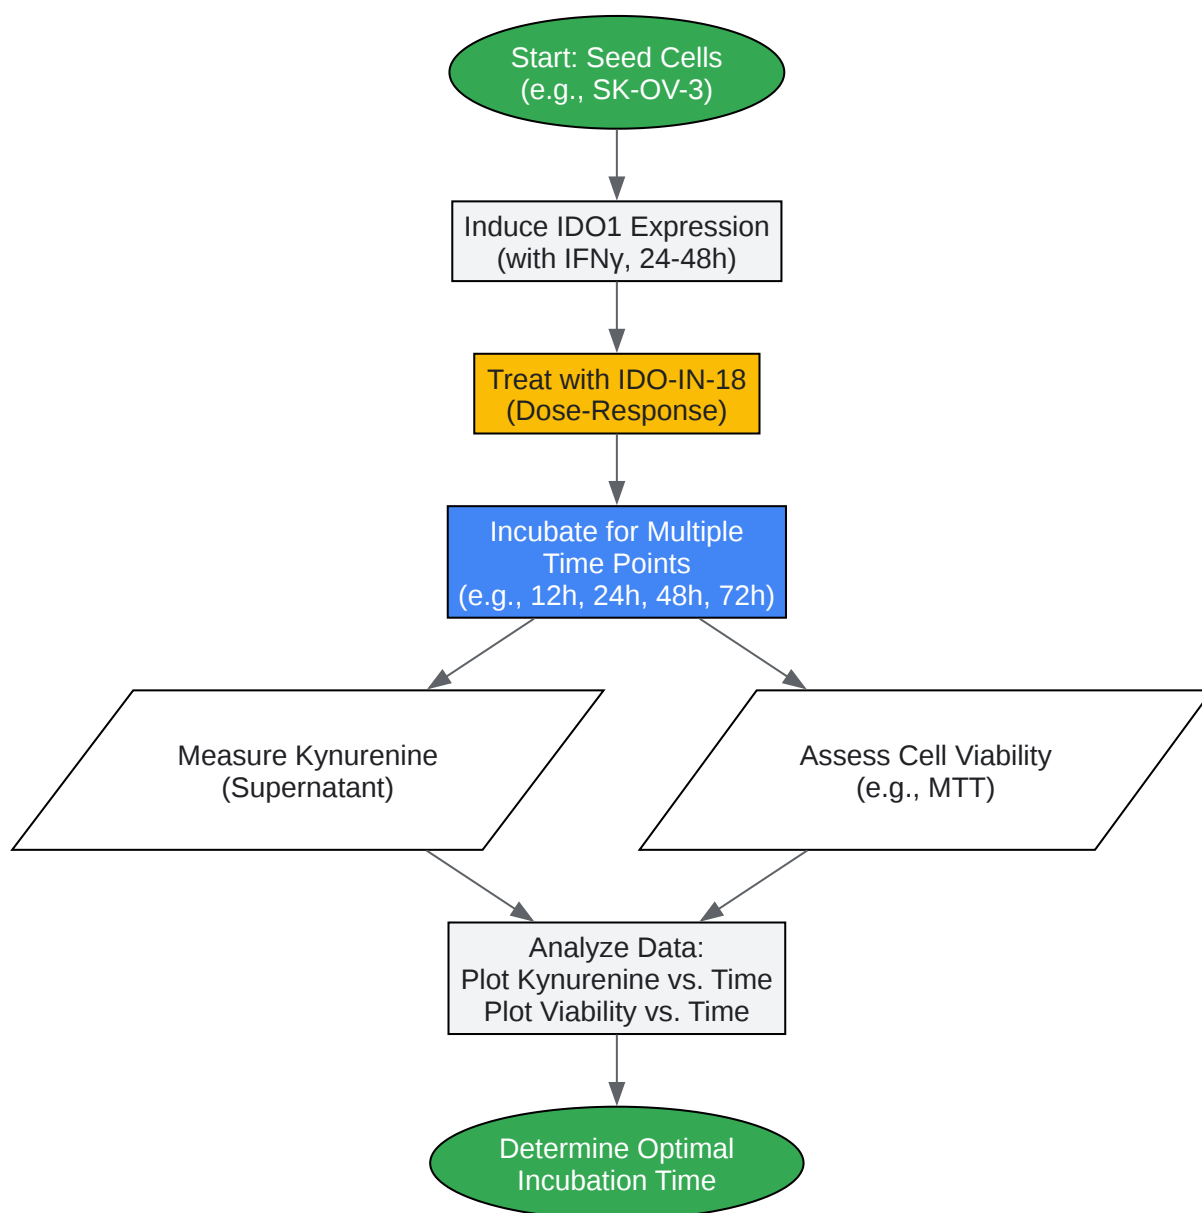 Start: Seed Cells
(e.g., SK-OV-3)
Induce IDO1 Expression
(with IFNγ, 24-48h)
Treat with IDO-IN-18
(Dose-Response)
Incubate for Multiple
Time Points
(e.g., 12h, 24h, 48h, 72h)
Measure Kynurenine
(Supernatant)
Assess Cell Viability
(e.g., MTT)
Analyze Data:
Plot Kynurenine vs. Time
Plot Viability vs. Time
Determine Optimal
Incubation Time